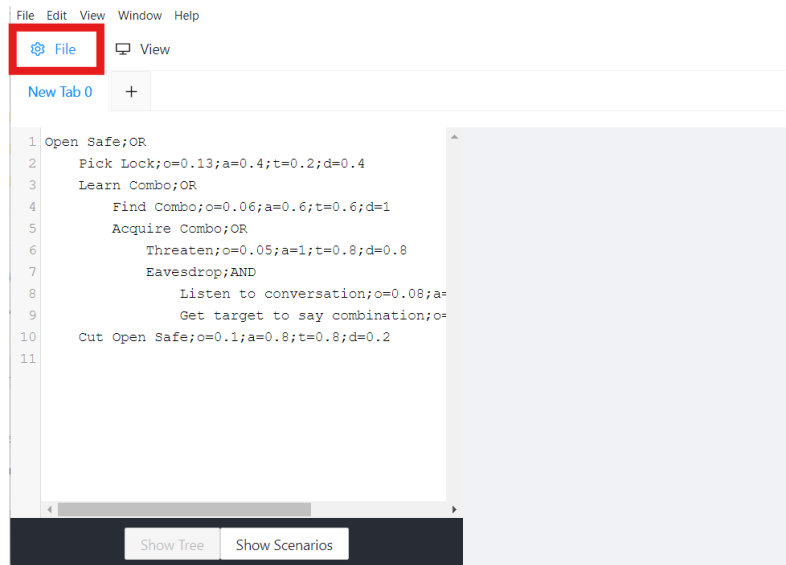 File Edit View Window Help
File View
New Tab 0 +
1 Open Safe;OR
2 Pick Lock;o=0.13;a=0.4;t=0.2;d=0.4
3 Learn Combo;OR
4 Find Combo;o=0.06;a=0.6;t=0.6;d=1
5 Acquire Combo;OR
6 Threaten;o=0.05;a=1;t=0.8;d=0.8
7 Eavesdrop;AND
8 Listen to conversation;o=0.08;a=
9 Get target to say combination;o=
10 Cut Open Safe;o=0.1;a=0.8;t=0.8;d=0.2
11
Show Tree Show Scenarios